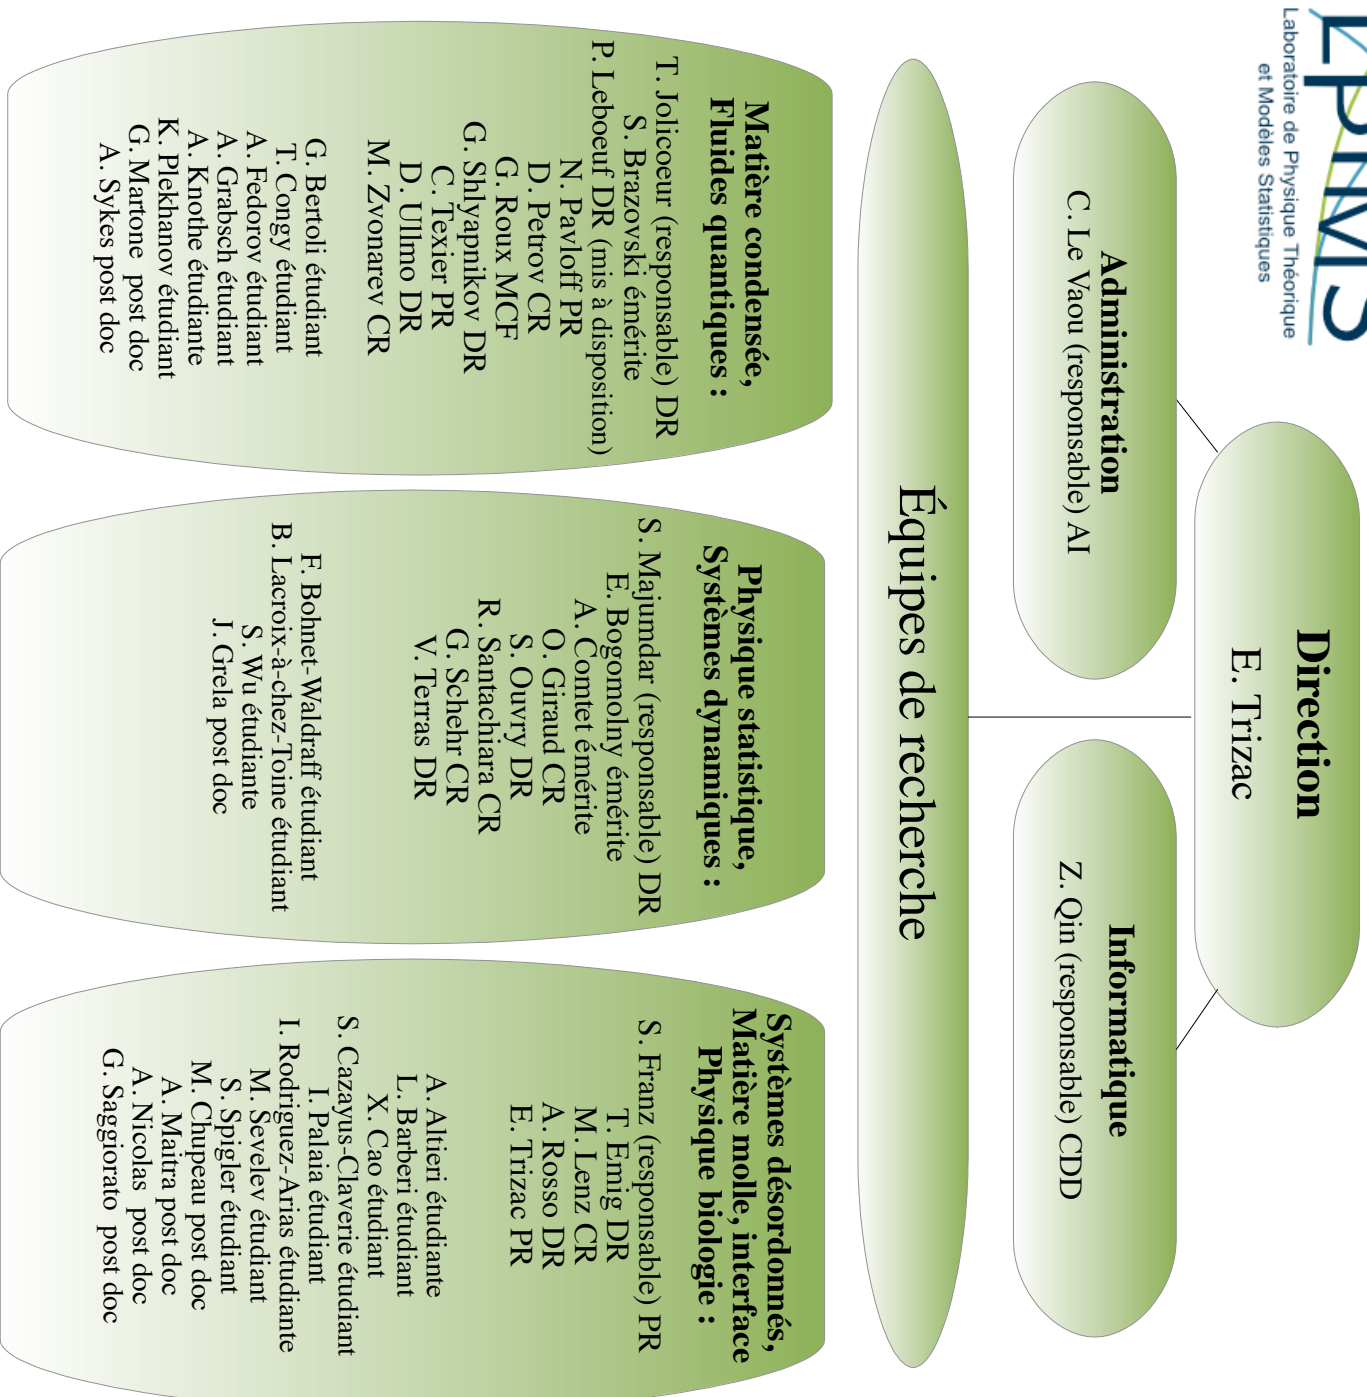 LPTMS
Laboratoire de Physique Théorique
et Modèles Statistiques
Direction
E. Trizac
Administration
C. Le Vaou (responsable) AI
Informatique
Z. Qin (responsable) CDD
Équipes de recherche
Matière condensée,
Fluides quantiques :
T. Jolicoeur (responsable) DR
S. Brazovski émérite
P. Leboeuf DR (mis à disposition)
N. Pavloff PR
D. Petrov CR
G. Roux MCF
G. Shlyapnikov DR
C. Texier PR
D. Ullmo DR
M. Zvonarev CR
G. Bertoli étudiant
T. Congy étudiant
A. Fedorov étudiant
A. Grabsch étudiant
A. Knothe étudiante
K. Plekhanov étudiant
G. Martone post doc
A. Sykes post doc
Physique statistique,
Systèmes dynamiques :
S. Majumdar (responsable) DR
E. Bogomolny émérite
A. Comtet émérite
O. Giraud CR
S. Ouvry DR
R. Santachiara CR
G. Schehr CR
V. Terras DR
F. Bohnet-Waldraff étudiant
B. Lacroix-à-chez-Toine étudiant
S. Wu étudiante
J. Grela post doc
Systèmes désordonnés,
Matière molle, interface
Physique biologie :
S. Franz (responsable) PR
T. Emig DR
M. Lenz CR
A. Rosso DR
E. Trizac PR
A. Altieri étudiante
L. Barberi étudiant
X. Cao étudiant
S. Cazayus-Claverie étudiant
I. Palaia étudiant
I. Rodriguez-Arias étudiante
M. Sevelev étudiant
S. Spigler étudiant
M. Chupeau post doc
A. Maitra post doc
A. Nicolas post doc
G. Saggiorato post doc